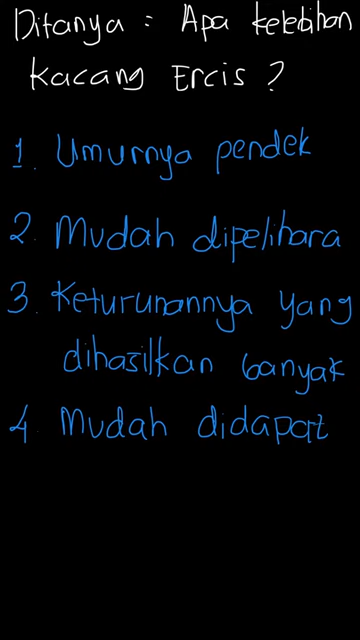 Ditanya = Apa kelebihan
Kacang Ercis ?
1. Umurnya pendek
2. Mudah dipelihara
3. Keturunannya yang
dihasilkan banyak
4. Mudah didapat